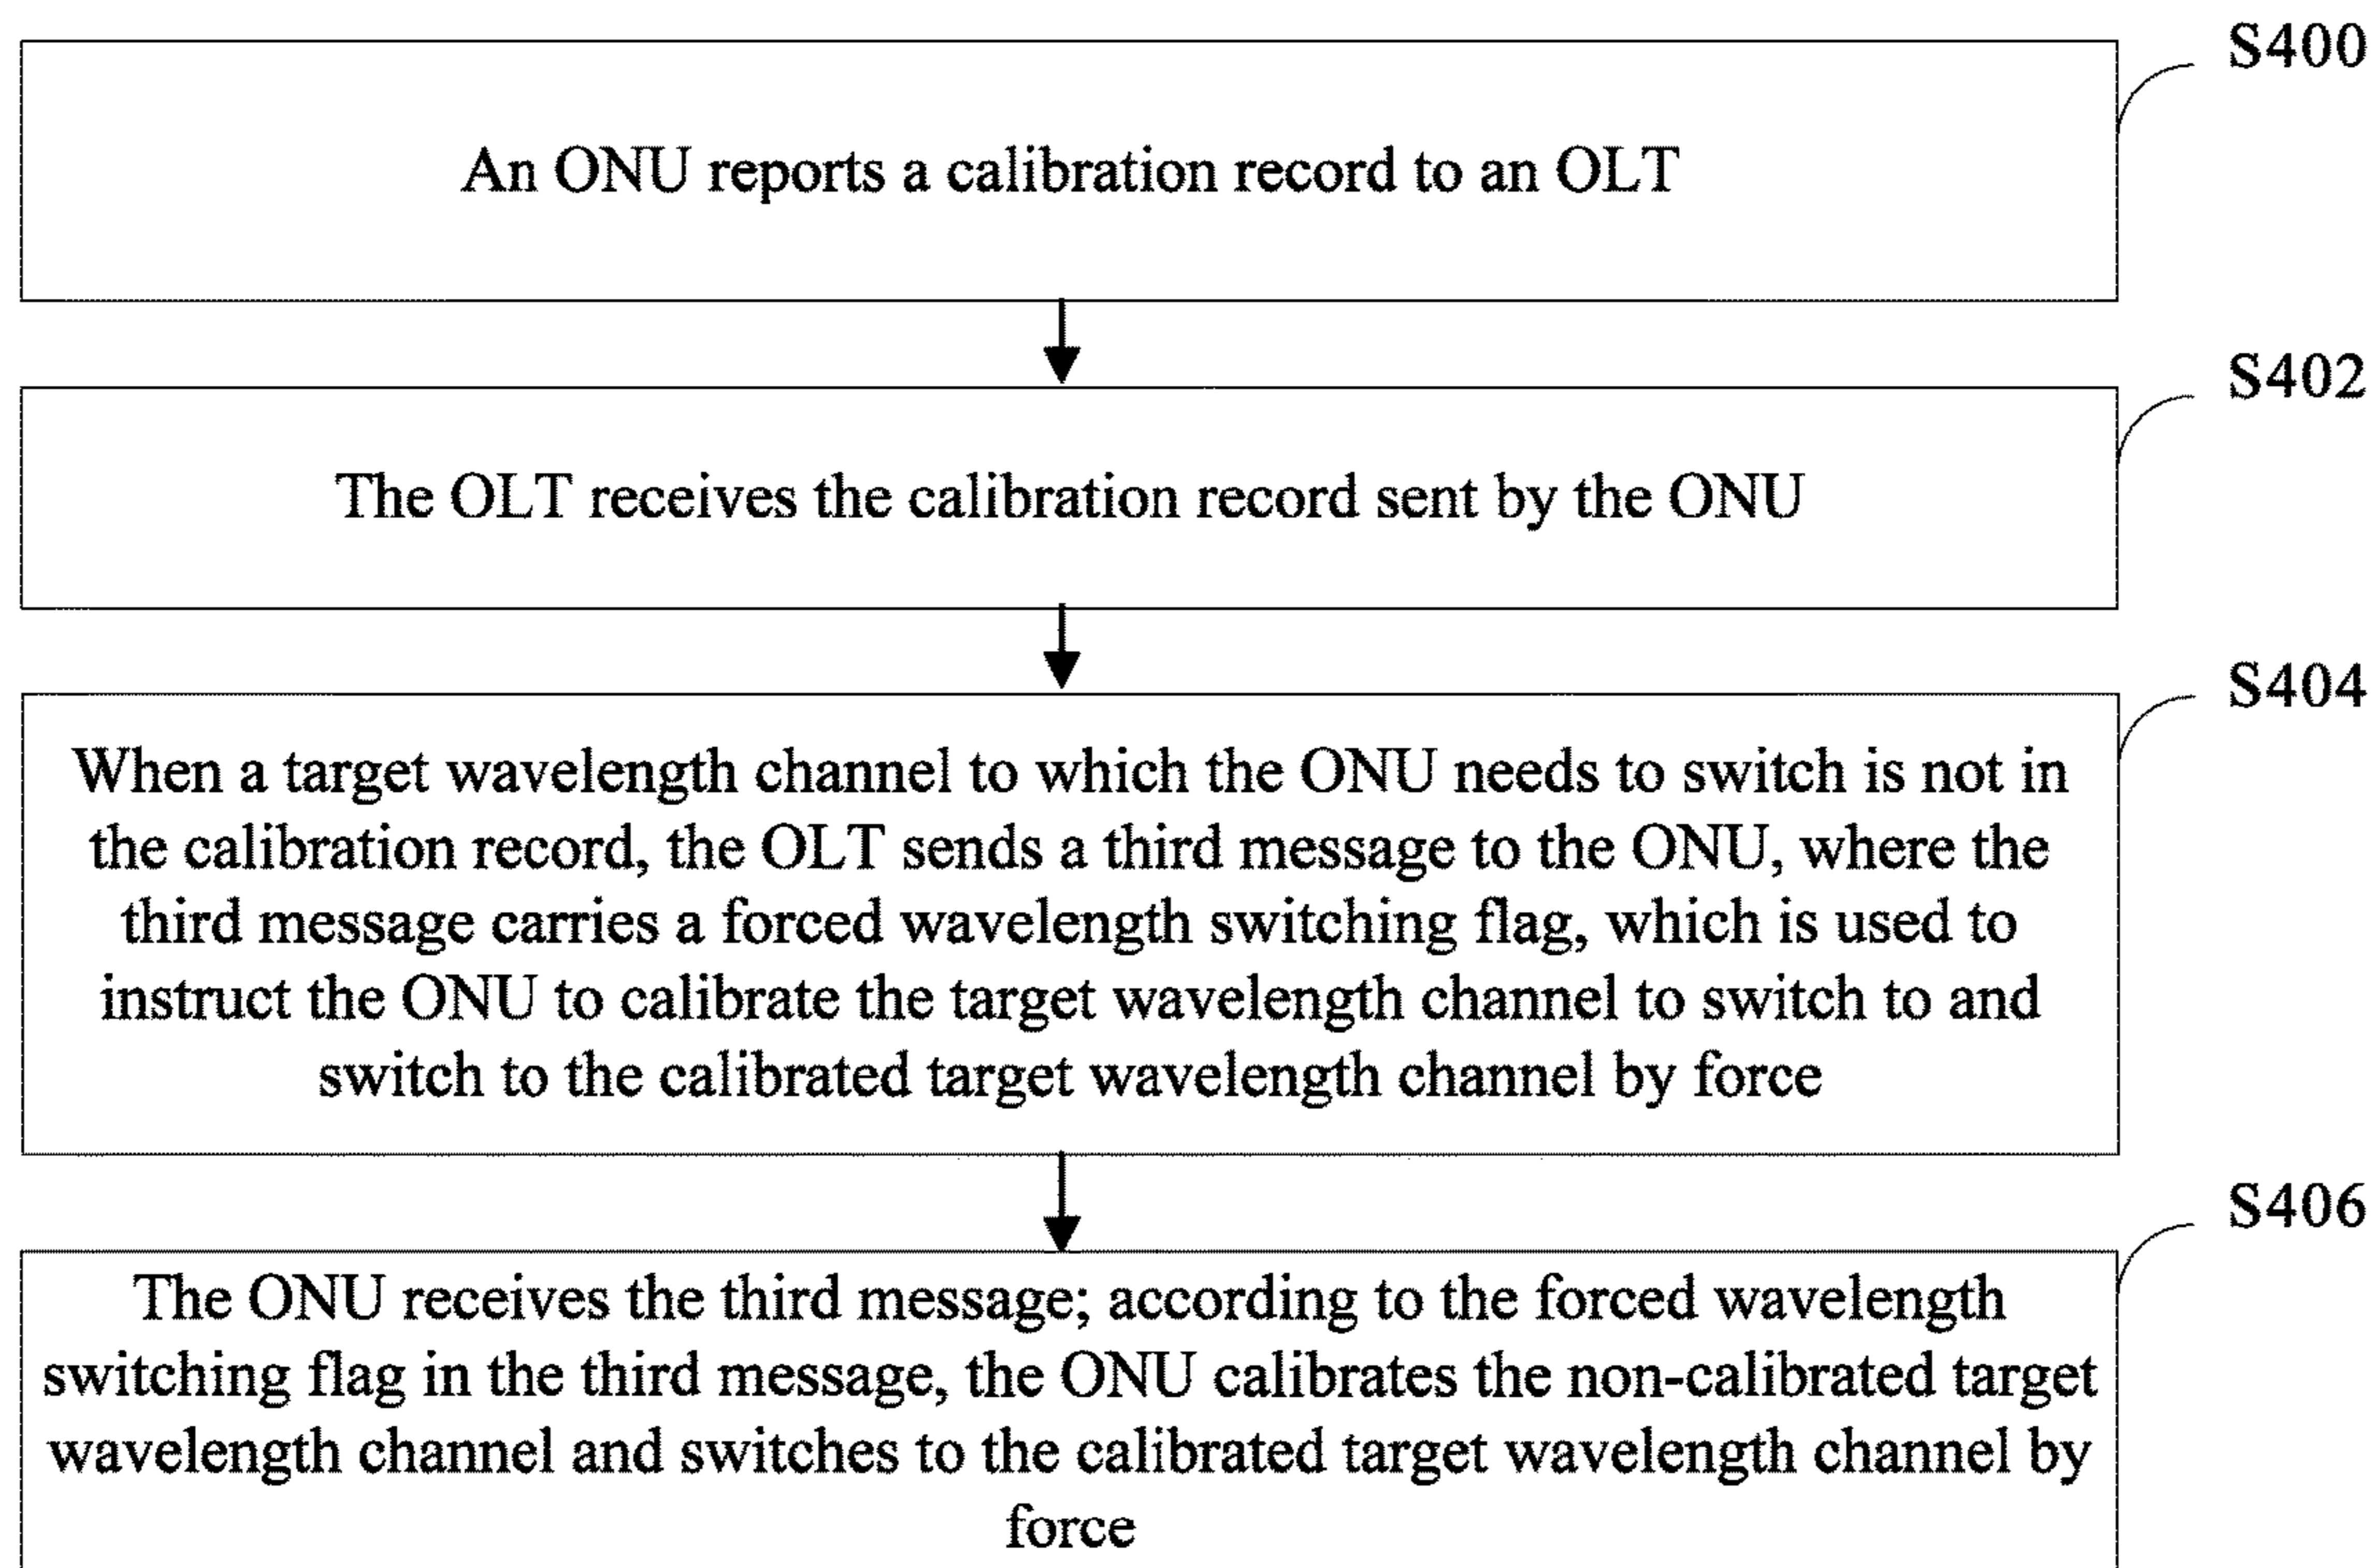 S400
An ONU reports a calibration record to an OLT
S402
The OLT receives the calibration record sent by the ONU
S404
When a target wavelength channel to which the ONU needs to switch is not in
the calibration record, the OLT sends a third message to the ONU, where the
third message carries a forced wavelength switching flag, which is used to
instruct the ONU to calibrate the target wavelength channel to switch to and
switch to the calibrated target wavelength channel by force
S406
The ONU receives the third message; according to the forced wavelength
switching flag in the third message, the ONU calibrates the non-calibrated target
wavelength channel and switches to the calibrated target wavelength channel by
force